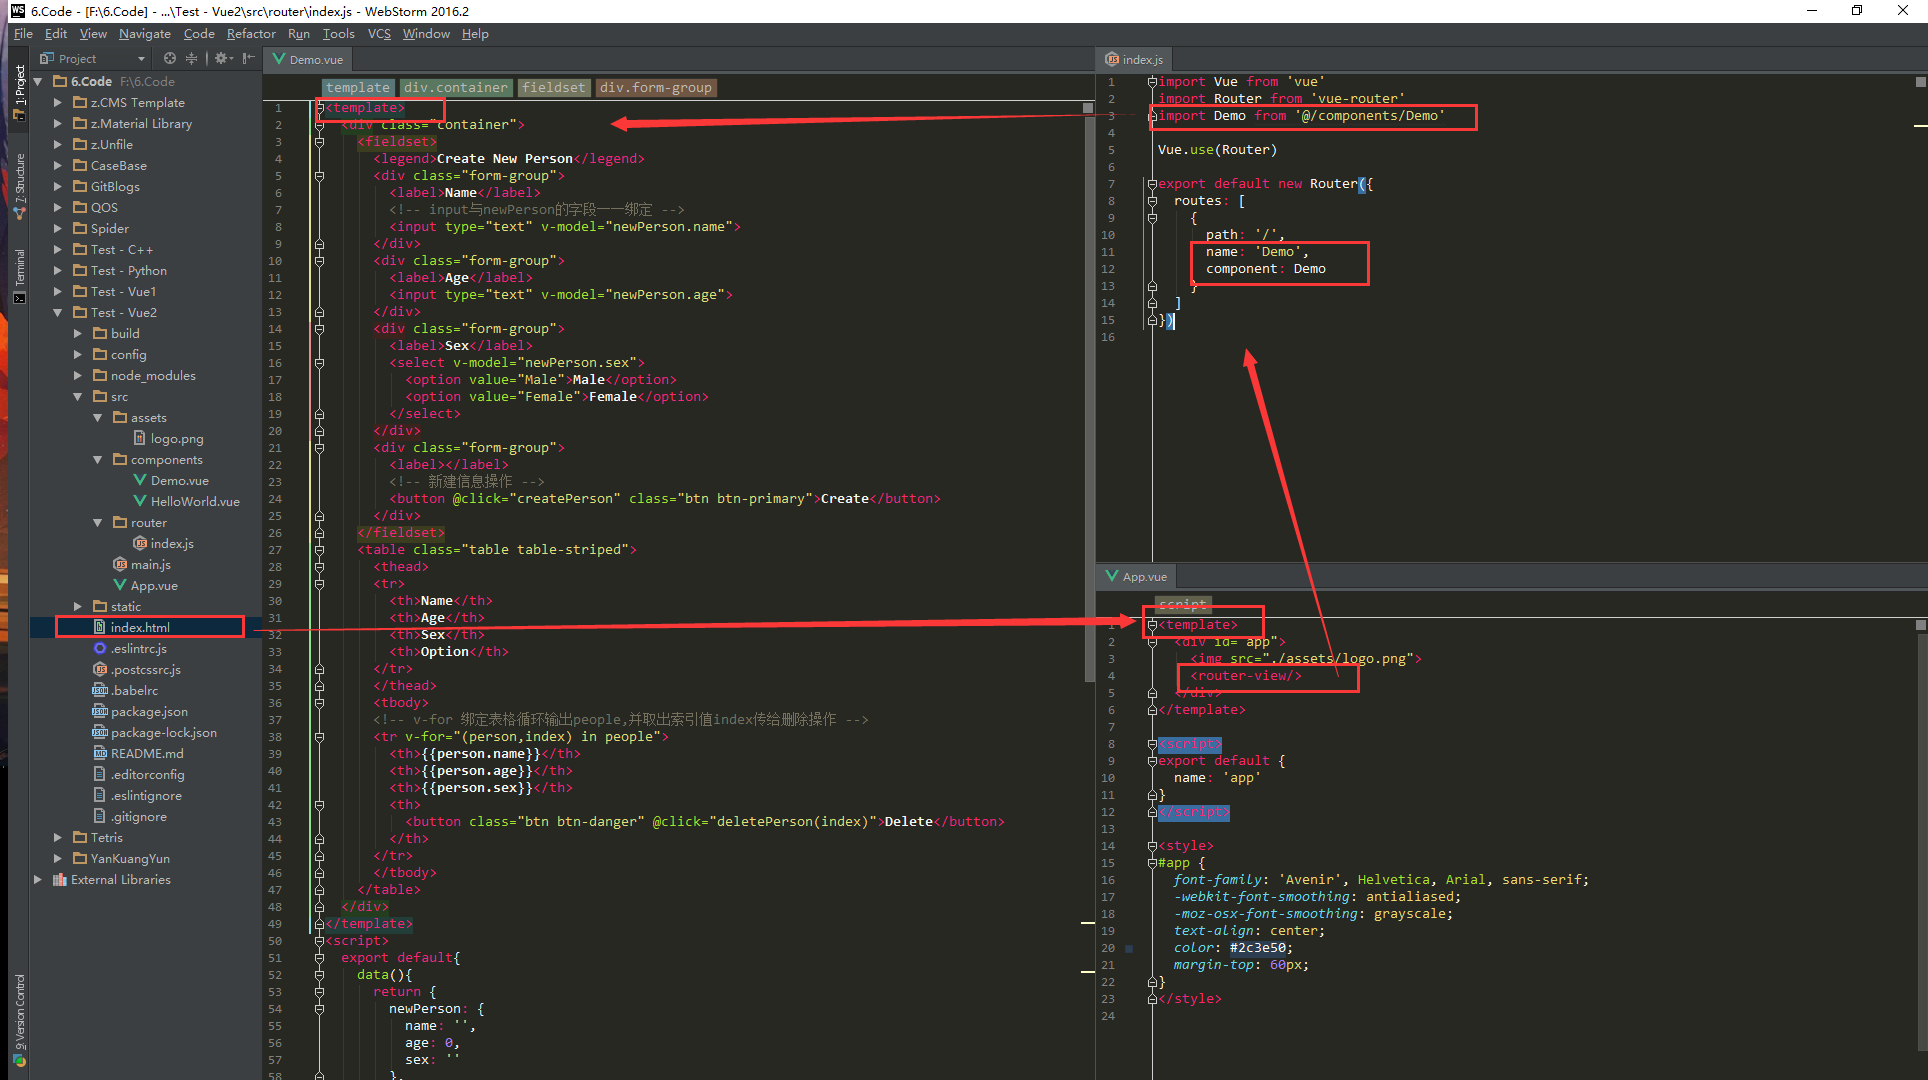 6.Code - [F:\6.Code] - ...\Test - Vue2\src\router\index.js - WebStorm 2016.2
File Edit View Navigate Code Refactor Run Tools VCS Window Help
Project
1: Project
7: Structure
Terminal
9: Version Control
6.Code F:\6.Code
z.CMS Template
z.Material Library
z.Unfile
CaseBase
GitBlogs
QOS
Spider
Test - C++
Test - Python
Test - Vue1
Test - Vue2
build
config
node_modules
src
assets
logo.png
components
Demo.vue
HelloWorld.vue
router
index.js
main.js
App.vue
static
index.html
.eslintrc.js
.postcssrc.js
.babelrc
package.json
package-lock.json
README.md
.editorconfig
.eslintignore
.gitignore
Tetris
YanKuangYun
External Libraries
Demo.vue
template div.container fieldset div.form-group
1 <template>
2 <div class="container">
3 <fieldset>
4 <legend>Create New Person</legend>
5 <div class="form-group">
6 <label>Name</label>
7 <!-- input与newPerson的字段一一绑定 -->
8 <input type="text" v-model="newPerson.name">
9 </div>
10 <div class="form-group">
11 <label>Age</label>
12 <input type="text" v-model="newPerson.age">
13 </div>
14 <div class="form-group">
15 <label>Sex</label>
16 <select v-model="newPerson.sex">
17 <option value="Male">Male</option>
18 <option value="Female">Female</option>
19 </select>
20 </div>
21 <div class="form-group">
22 <label></label>
23 <!-- 新建信息操作 -->
24 <button @click="createPerson" class="btn btn-primary">Create</button>
25 </div>
26 </fieldset>
27 <table class="table table-striped">
28 <thead>
29 <tr>
30 <th>Name</th>
31 <th>Age</th>
32 <th>Sex</th>
33 <th>Option</th>
34 </tr>
35 </thead>
36 <tbody>
37 <!-- v-for 绑定表格循环输出people,并取出索引值index传给删除操作 -->
38 <tr v-for="(person,index) in people">
39 <th>{{person.name}}</th>
40 <th>{{person.age}}</th>
41 <th>{{person.sex}}</th>
42 <th>
43 <button class="btn btn-danger" @click="deletePerson(index)">Delete</button>
44 </th>
45 </tr>
46 </tbody>
47 </table>
48 </div>
49 </template>
50 <script>
51 export default{
52 data(){
53 return {
54 newPerson: {
55 name: '',
56 age: 0,
57 sex: ''
58 },
index.js
1 import Vue from 'vue'
2 import Router from 'vue-router'
3 import Demo from '@/components/Demo'
4
5 Vue.use(Router)
6
7 export default new Router({
8 routes: [
9 {
10 path: '/',
11 name: 'Demo',
12 component: Demo
13 }
14 ]
15 })
16
App.vue
script
1 <template>
2 <div id="app">
3 <img src="./assets/logo.png">
4 <router-view/>
5 </div>
6 </template>
7
8 <script>
9 export default {
10 name: 'app'
11 }
12 </script>
13
14 <style>
15 #app {
16 font-family: 'Avenir', Helvetica, Arial, sans-serif;
17 -webkit-font-smoothing: antialiased;
18 -moz-osx-font-smoothing: grayscale;
19 text-align: center;
20 color: #2c3e50;
21 margin-top: 60px;
22 }
23 </style>
24